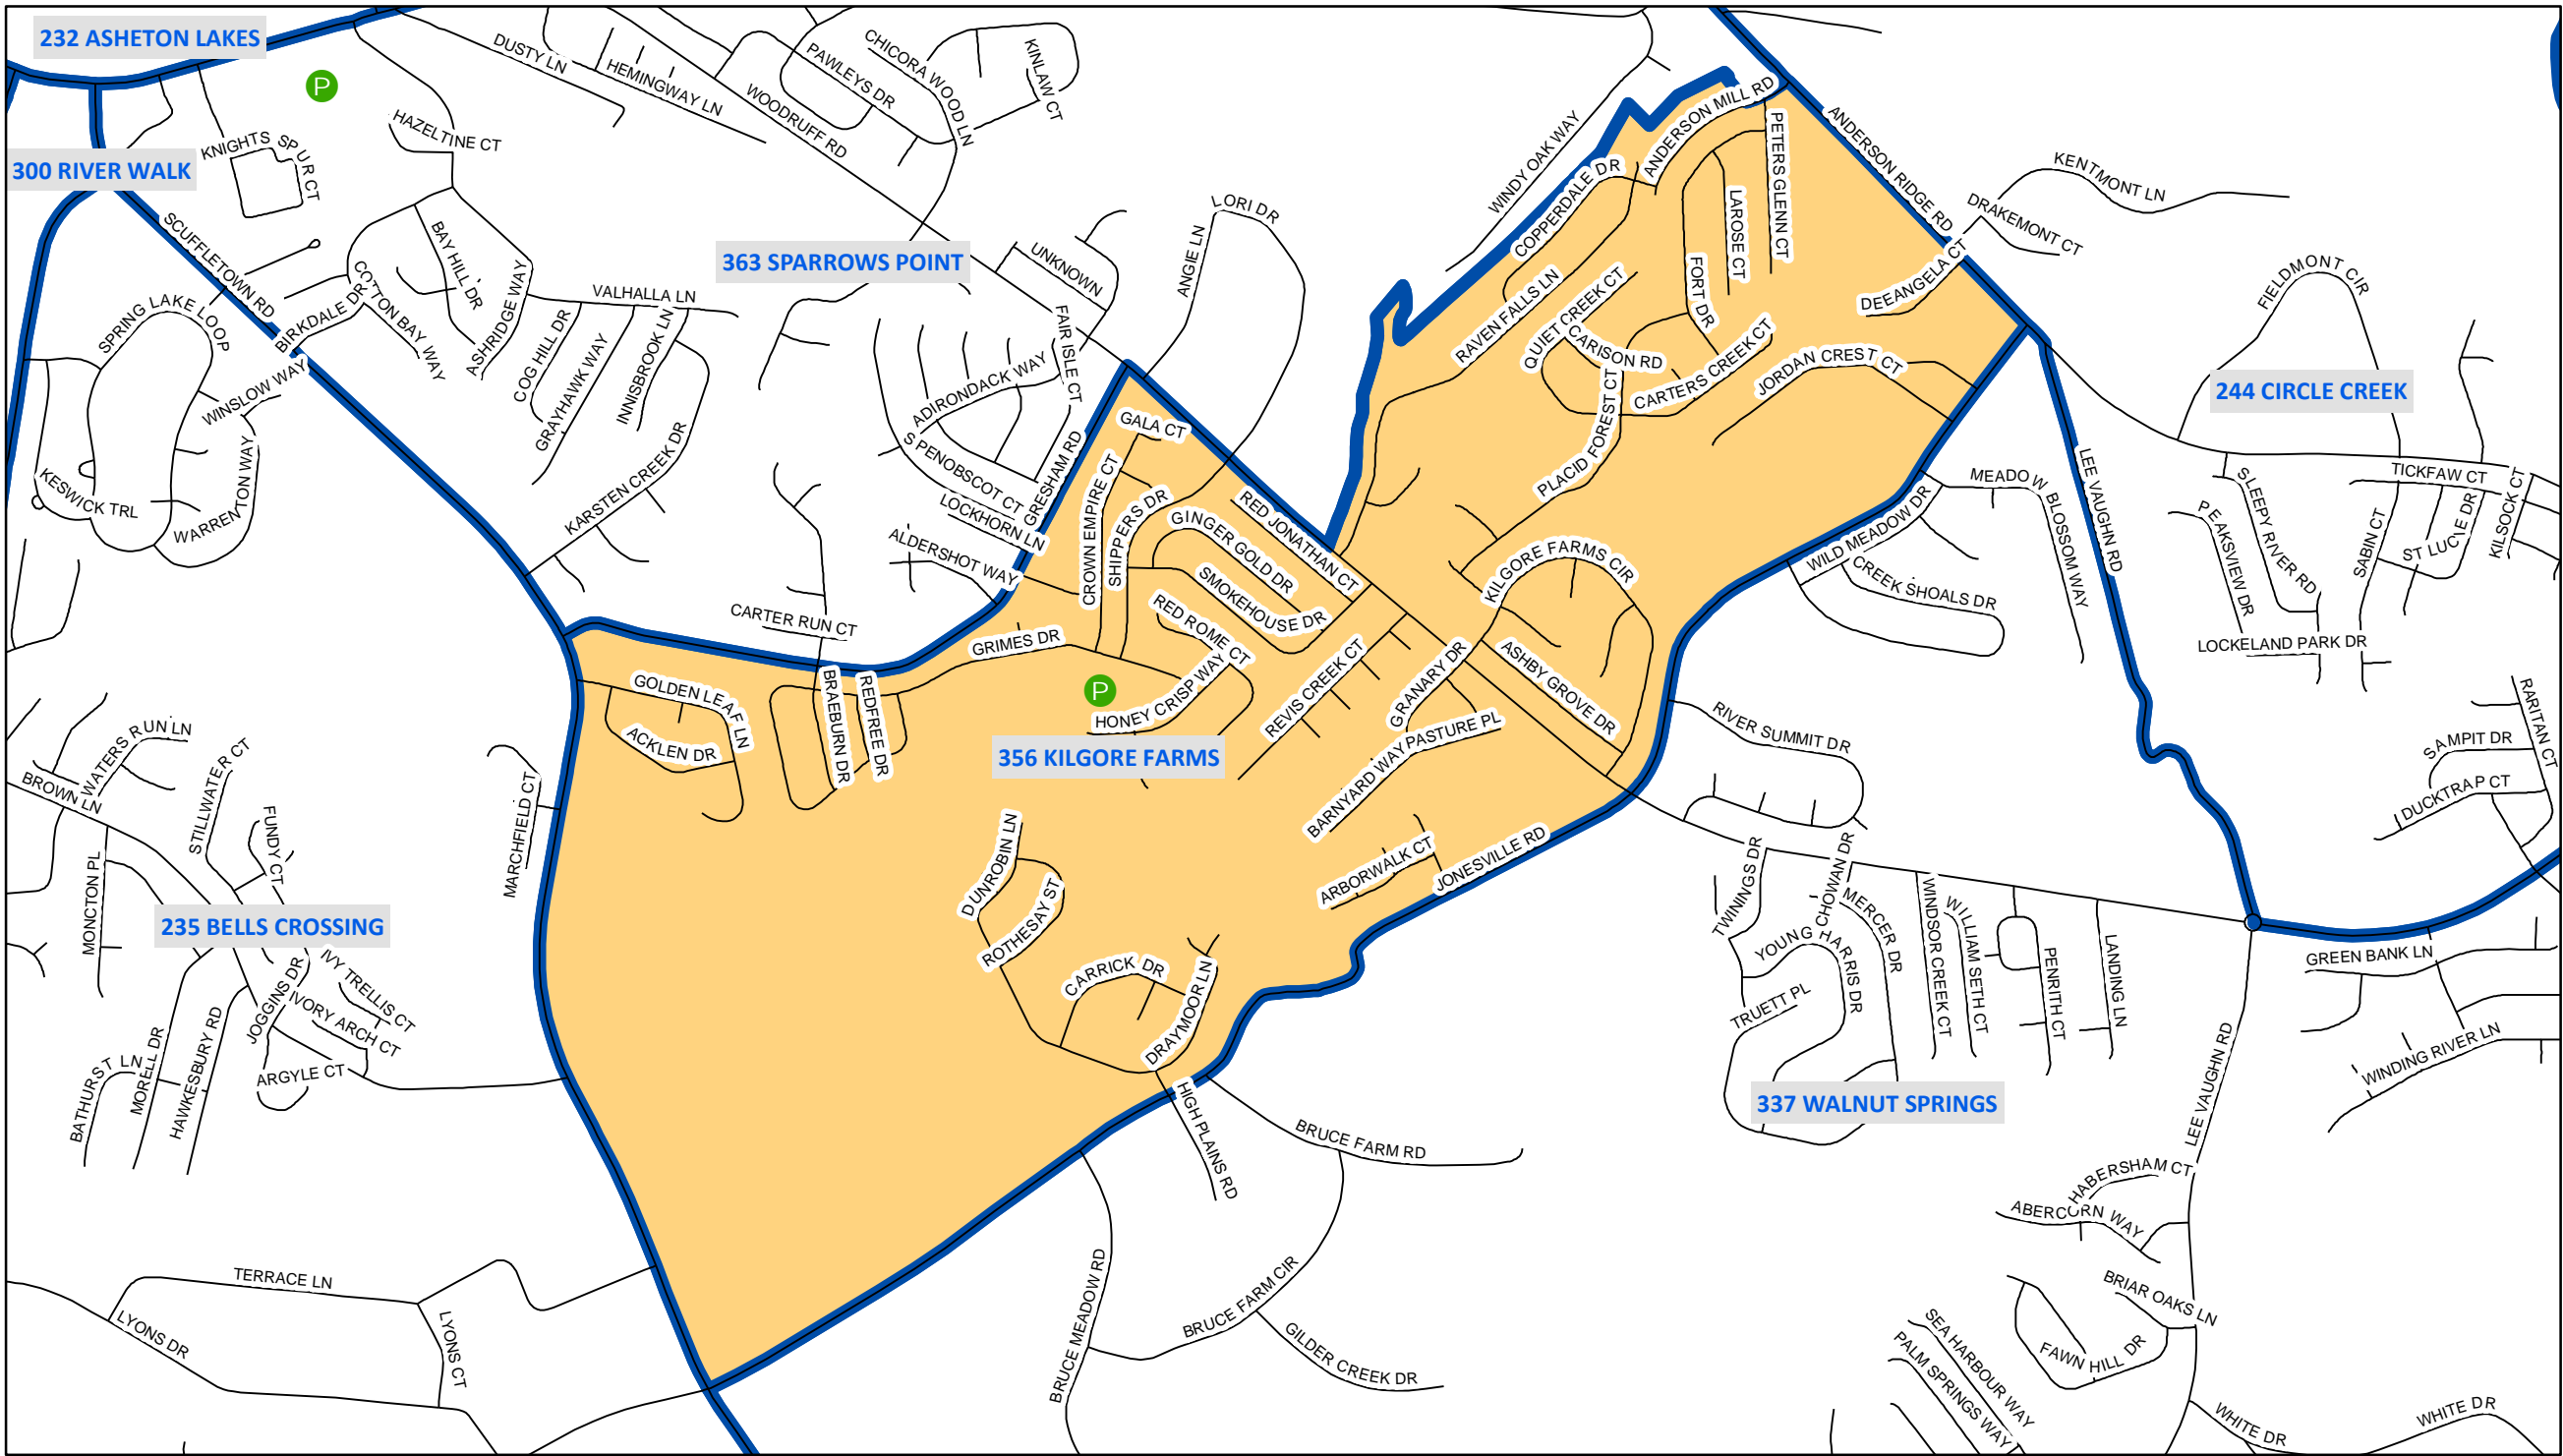 232 ASHETON LAKES
P
DUSTY LN
HEMINGWAY LN
WOODRUFF RD
PAWLEYS DR
CHICORA WOOD LN
KINLAW CT
HAZELTINE CT
KNIGHTS SPUR CT
300 RIVER WALK
SCUFFLETOWN RD
BAY HILL DR
COTTON BAY WAY
BIRKDALE DR
ASHRIDGE WAY
VALHALLA LN
COG HILL DR
GRAYHAWK WAY
INNISBROOK LN
KARSTEN CREEK DR
SPRING LAKE LOOP
WINSLOW WAY
WARRENTON WAY
KESWICK TRL
363 SPARROWS POINT
UNKNOWN
ANGIE LN
LORI DR
FAIR ISLE CT
ADIRONDACK WAY
S PENOBSCOT CT
LOCKHORN LN
GRESHAM RD
ALDERSHOT WAY
CARTER RUN CT
WINDY OAK WAY
COPPERDALE DR
ANDERSON MILL RD
PETERS GLENN CT
LAROSE CT
FORT DR
RAVEN FALLS LN
QUIET CREEK CT
CARISON RD
CARTERS CREEK CT
PLACID FOREST CT
JORDAN CREST CT
DEEANGELA CT
ANDERSON RIDGE RD
KENTMONT LN
DRAKEMONT CT
FIELDMONT CIR
244 CIRCLE CREEK
TICKFAW CT
SLEEPY RIVER RD
PEAKSVIEW DR
SABIN CT
ST LUCIE DR
KILSOCK CT
LOCKELAND PARK DR
LEE VAUGHN RD
MEADOW BLOSSOM WAY
WILD MEADOW DR
CREEK SHOALS DR
GALA CT
CROWN EMPIRE CT
SHIPPERS DR
GINGER GOLD DR
RED JONATHAN CT
SMOKEHOUSE DR
RED ROME CT
HONEY CRISP WAY
P
GRIMES DR
REVIS CREEK CT
KILGORE FARMS CIR
GRANARY DR
ASHBY GROVE DR
BARNYARD WAY
PASTURE PL
356 KILGORE FARMS
GOLDEN LEAF LN
ACKLEN DR
BRAEBURN DR
REDFREE DR
DUNROBIN LN
ROTHESAY ST
CARRICK DR
DRAYMOOR LN
ARBORWALK CT
JONESVILLE RD
RIVER SUMMIT DR
RARITAN CT
SAMPIT DR
DUCKTRAP CT
WATERS RUN LN
BROWN LN
STILLWATER CT
FUNDY CT
MONCTON PL
MARCHFIELD CT
235 BELLS CROSSING
JOGGINS DR
IVY TRELLIS CT
IVORY ARCH CT
ARGYLE CT
BATHURST LN
MORELL DR
HAWKESBURY RD
TWININGS DR
CHOWAN DR
MERCER DR
YOUNG HARRIS DR
TRUETT PL
WINDSOR CREEK CT
WILLIAM SETH CT
PENRITH CT
LANDING LN
337 WALNUT SPRINGS
GREEN BANK LN
WINDING RIVER LN
LEE VAUGHN RD
HIGH PLAINS RD
BRUCE FARM RD
BRUCE MEADOW RD
BRUCE FARM CIR
GILDER CREEK DR
HABERSHAM CT
ABERCORN WAY
BRIAR OAKS LN
FAWN HILL DR
SEA HARBOUR WAY
PALM SPRINGS WAY
WHITE DR
WHITE DR
TERRACE LN
LYONS DR
LYONS CT